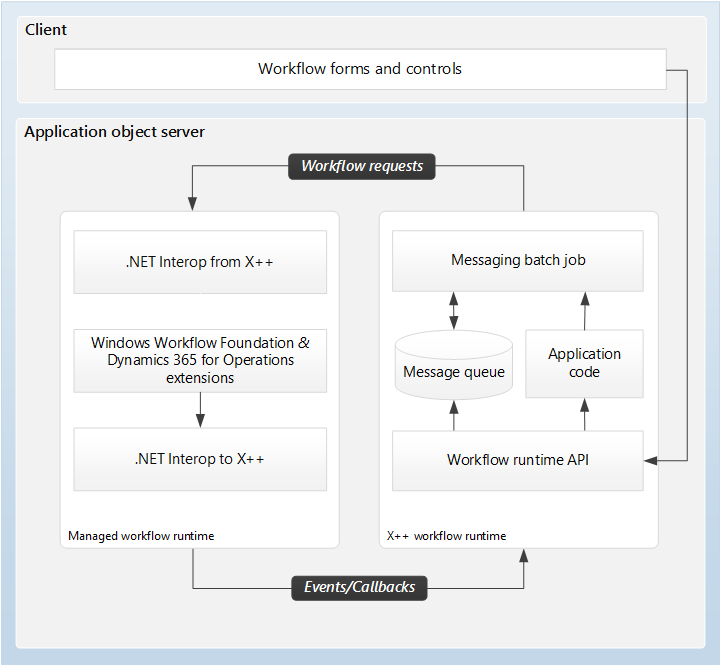 Client
Workflow forms and controls
Application object server
Workflow requests
.NET Interop from X++
Windows Workflow Foundation &
Dynamics 365 for Operations
extensions
.NET Interop to X++
Managed workflow runtime
Messaging batch job
Message queue
Application
code
Workflow runtime API
X++ workflow runtime
Events/Callbacks